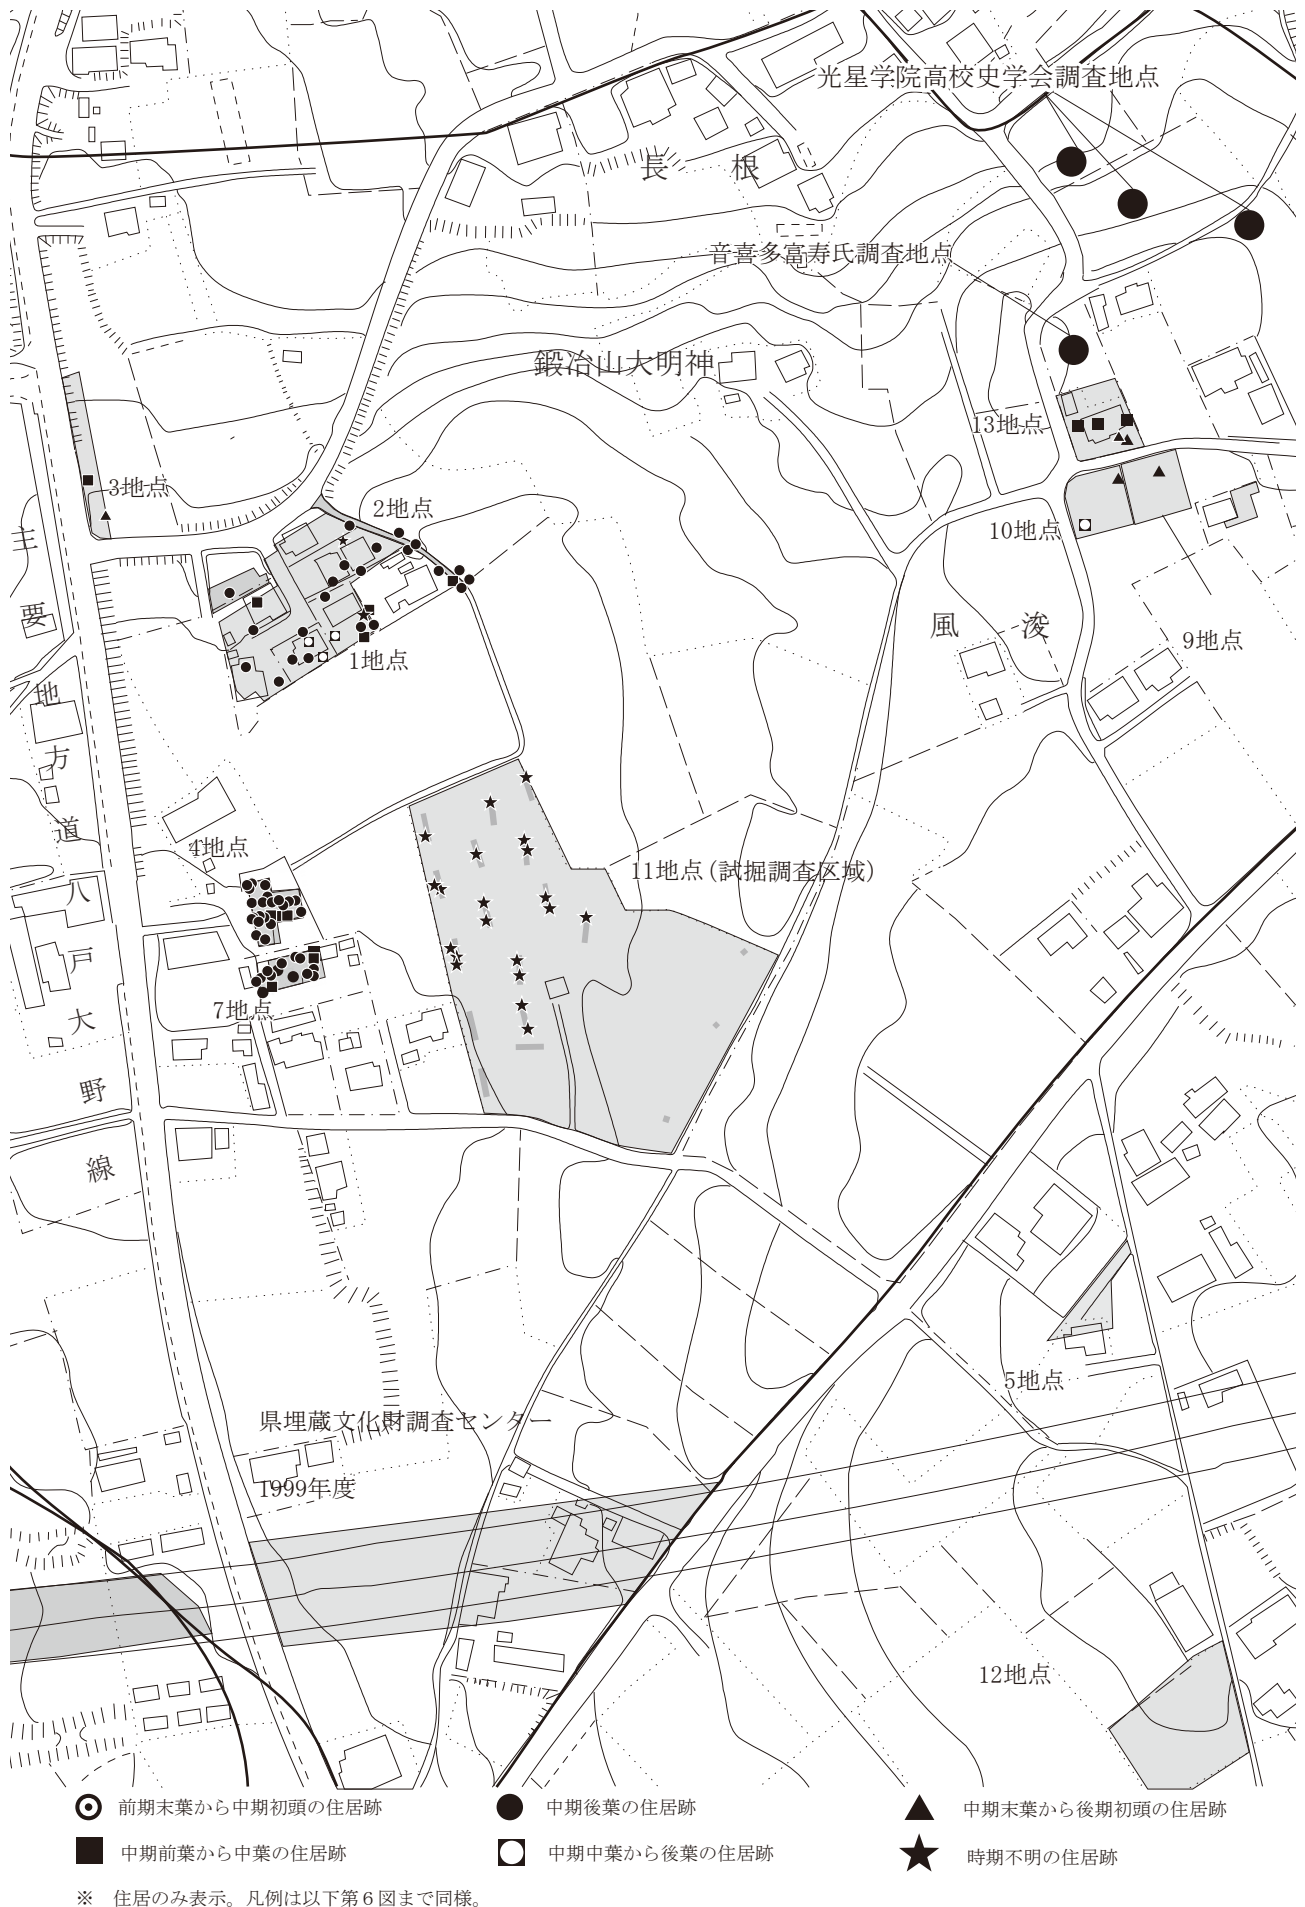 光星学院高校史学会調査地点
長根
音喜多富寿氏調査地点
鍛冶山大明神
13地点
3地点
2地点
10地点
1地点
風浚
9地点
主要地方道八戸大野線
4地点
11地点(試掘調査区域)
7地点
5地点
県埋蔵文化財調査センター
1999年度
12地点
前期末葉から中期初頭の住居跡
中期後葉の住居跡
中期末葉から後期初頭の住居跡
中期前葉から中葉の住居跡
中期中葉から後葉の住居跡
時期不明の住居跡
※ 住居のみ表示。凡例は以下第6図まで同様。